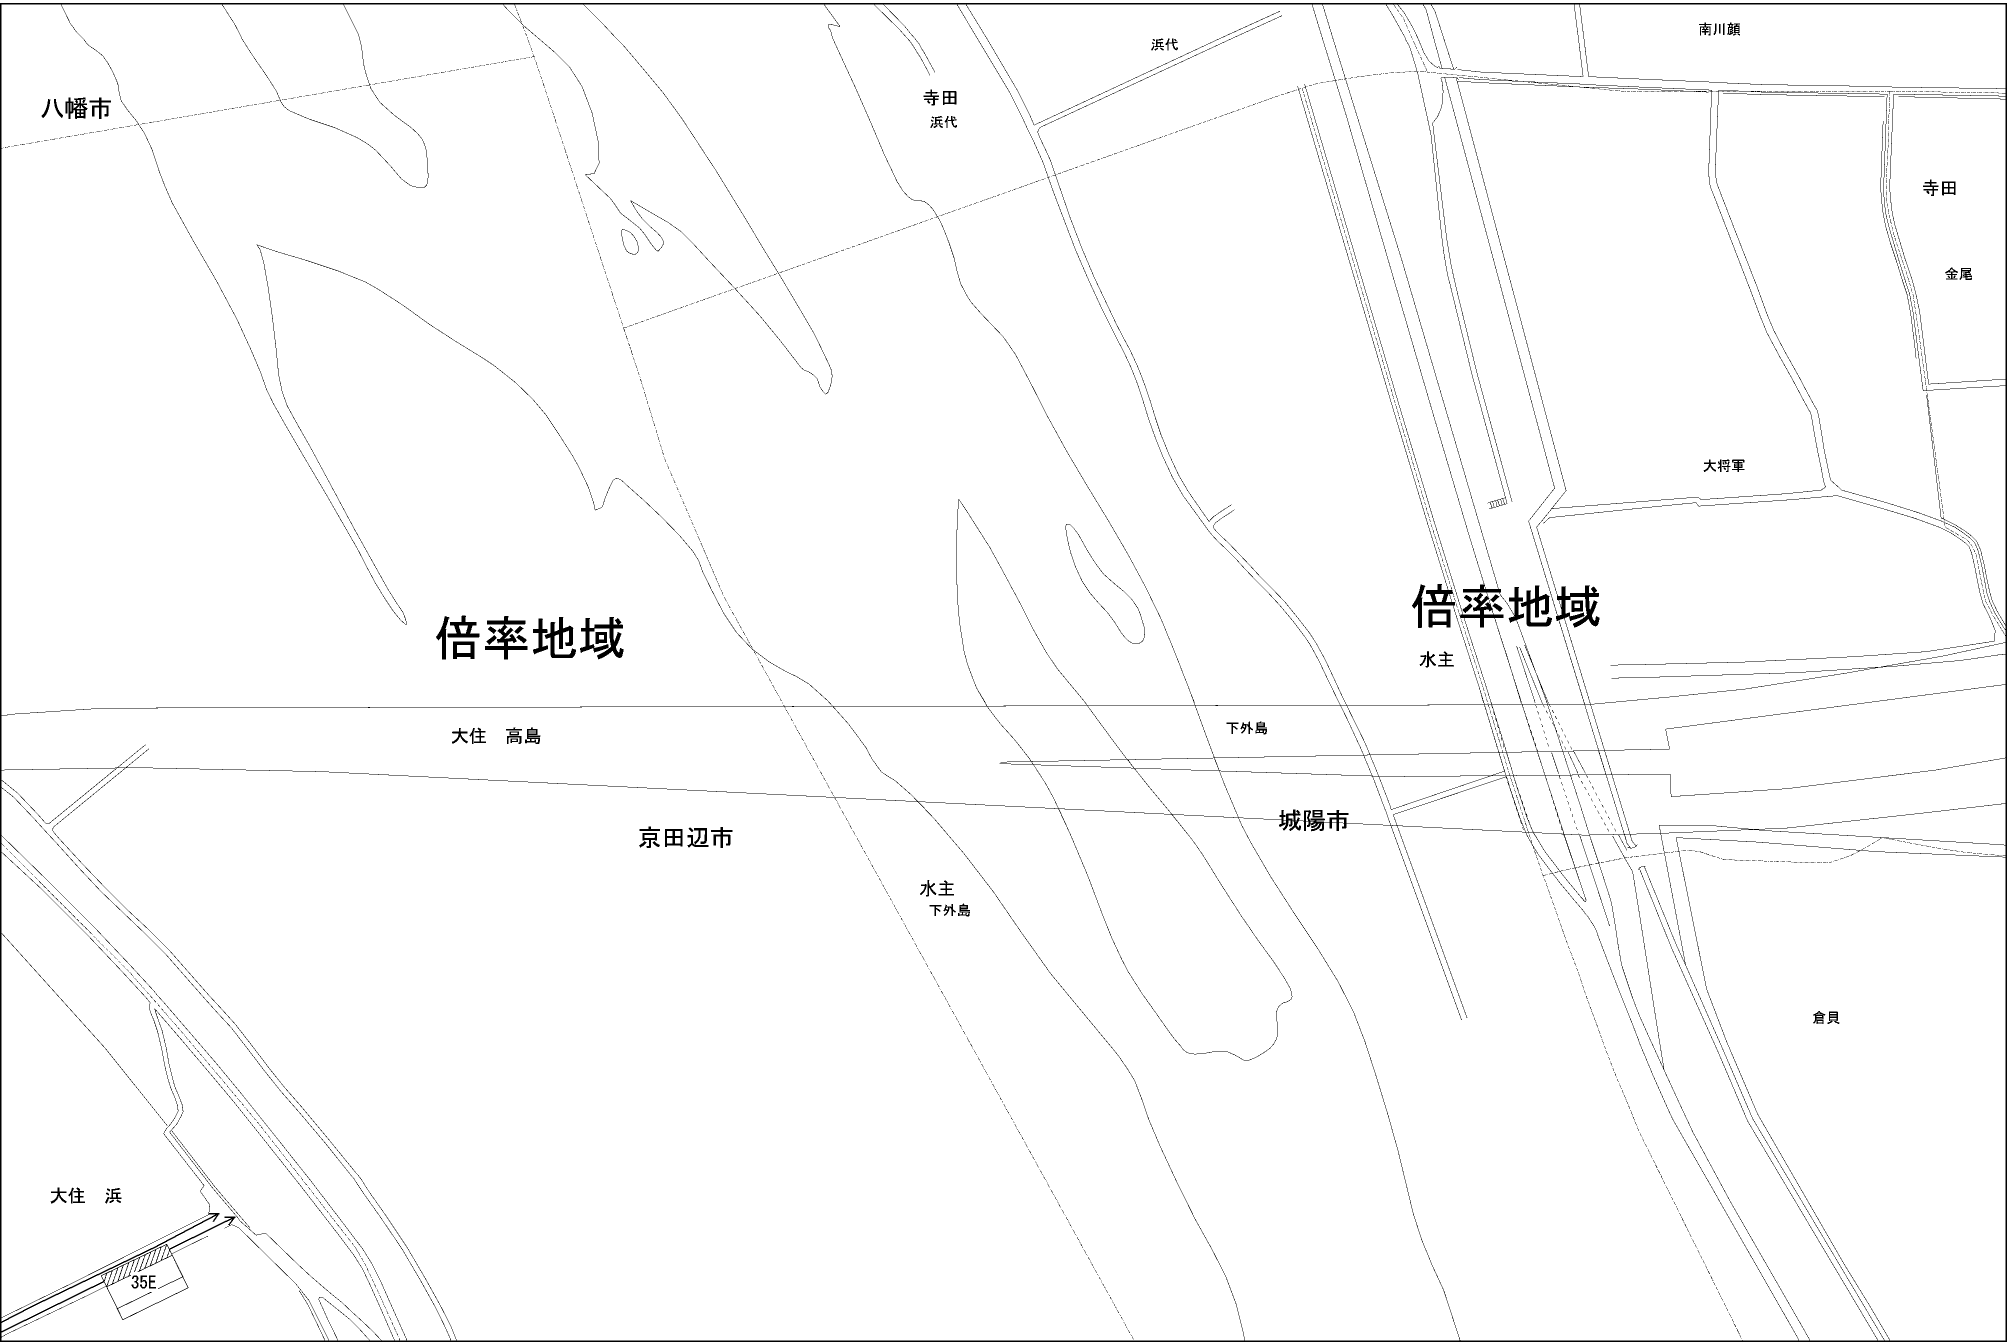 南川顔
浜代
八幡市
寺田
浜代
寺田
金尾
大将軍
倍率地域
倍率地域
水主
下外島
大住　高島
城陽市
京田辺市
水主
下外島
倉貝
大住　浜
35E